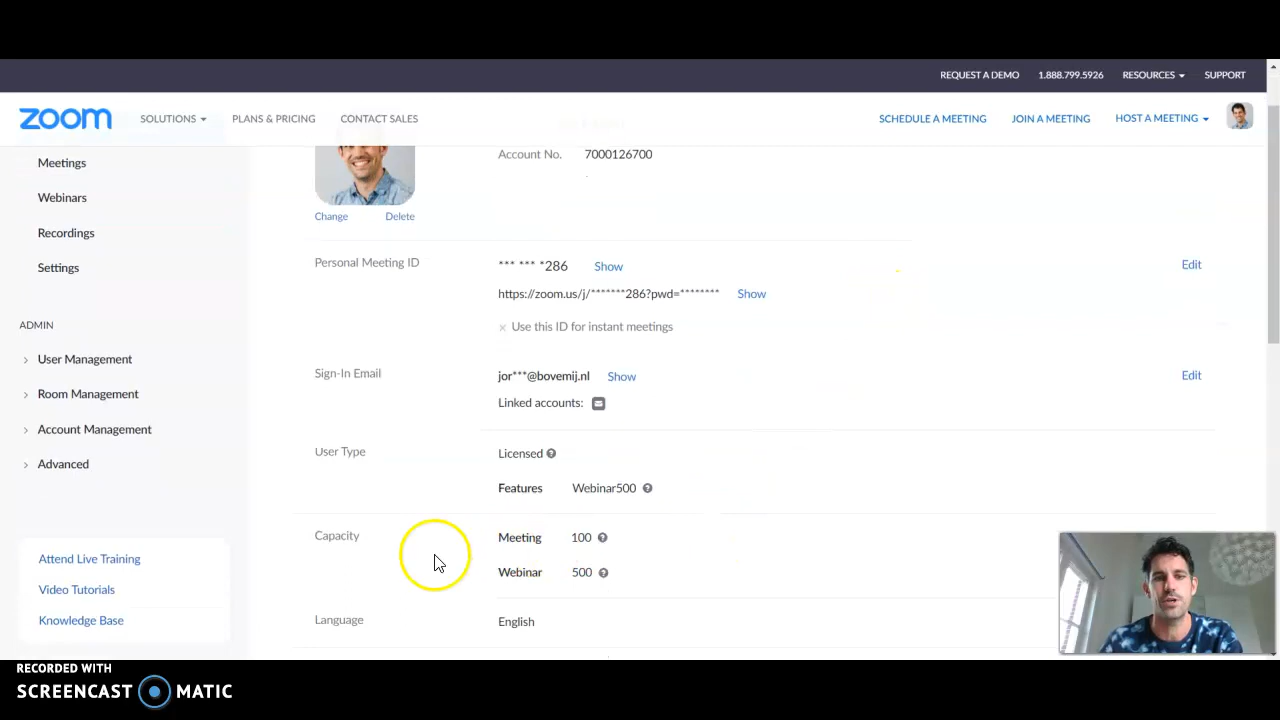 REQUEST A DEMO 1.888.799.5926 RESOURCES SUPPORT
zoom SOLUTIONS PLANS & PRICING CONTACT SALES SCHEDULE A MEETING JOIN A MEETING HOST A MEETING
Meetings
Webinars
Recordings
Settings
ADMIN
User Management
Room Management
Account Management
Advanced
Attend Live Training
Video Tutorials
Knowledge Base
Account No. 7000126700
Change Delete
Personal Meeting ID *** *** *286 Show Edit
https://zoom.us/j/*******286?pwd=******** Show
× Use this ID for instant meetings
Sign-In Email jor***@bovemij.nl Show Edit
Linked accounts:
User Type Licensed
Features Webinar500
Capacity Meeting 100
Webinar 500
Language English
RECORDED WITH
SCREENCAST MATIC